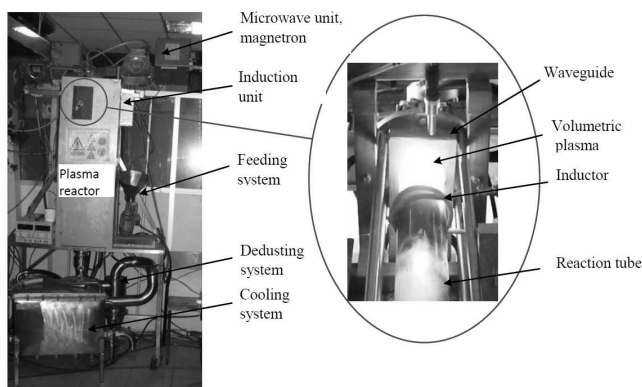 Microwave unit,
magnetron
Induction
unit
Plasma
reactor
Feeding
system
Dedusting
system
Cooling
system
Waveguide
Volumetric
plasma
Inductor
Reaction tube